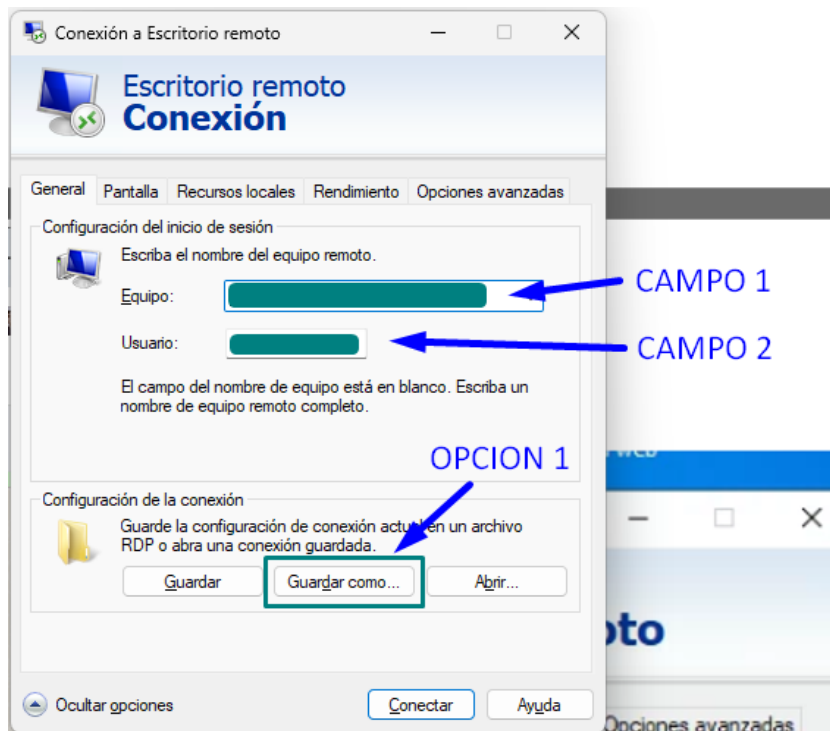 Conexión a Escritorio remoto
Escritorio remoto
Conexión
General Pantalla Recursos locales Rendimiento Opciones avanzadas
Configuración del inicio de sesión
Escriba el nombre del equipo remoto.
Equipo:
CAMPO 1
Usuario:
CAMPO 2
El campo del nombre de equipo está en blanco. Escriba un
nombre de equipo remoto completo.
OPCION 1
Configuración de la conexión
Guarde la configuración de conexión actual en un archivo
RDP o abra una conexión guardada.
Guardar Guardar como... Abrir...
oto
Ocultar opciones Conectar Ayuda
Opciones avanzadas